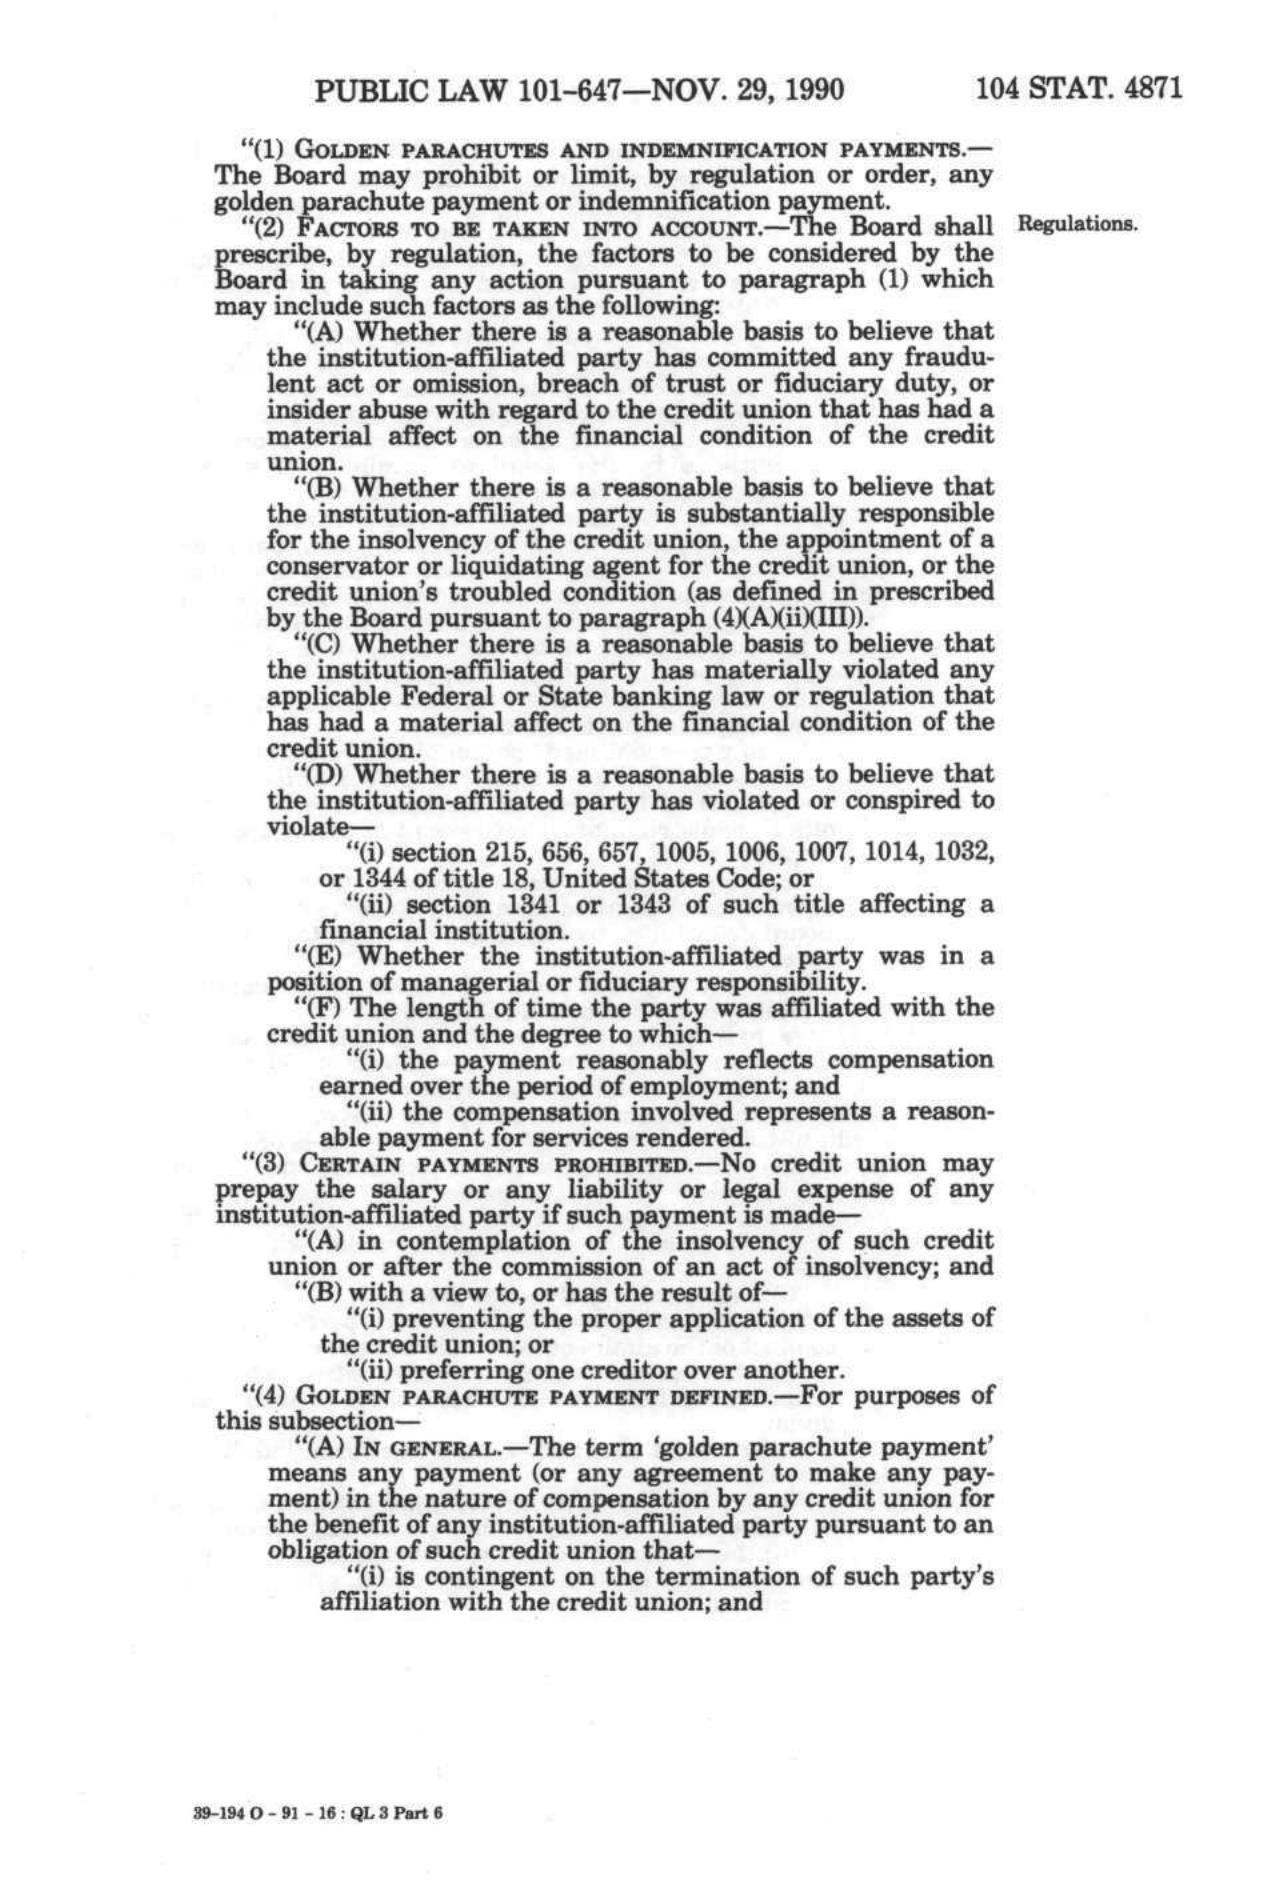 PUBLIC LAW 101–647—NOV. 29, 1990 104 STAT. 4871
“(1) GOLDEN PARACHUTES AND INDEMNIFICATION PAYMENTS.—
The Board may prohibit or limit, by regulation or order, any
golden parachute payment or indemnification payment.
“(2) FACTORS TO BE TAKEN INTO ACCOUNT.—The Board shall Regulations.
prescribe, by regulation, the factors to be considered by the
Board in taking any action pursuant to paragraph (1) which
may include such factors as the following:
“(A) Whether there is a reasonable basis to believe that
the institution-affiliated party has committed any fraudu-
lent act or omission, breach of trust or fiduciary duty, or
insider abuse with regard to the credit union that has had a
material affect on the financial condition of the credit
union.
“(B) Whether there is a reasonable basis to believe that
the institution-affiliated party is substantially responsible
for the insolvency of the credit union, the appointment of a
conservator or liquidating agent for the credit union, or the
credit union's troubled condition (as defined in prescribed
by the Board pursuant to paragraph (4)(A)(ii)(III)).
“(C) Whether there is a reasonable basis to believe that
the institution-affiliated party has materially violated any
applicable Federal or State banking law or regulation that
has had a material affect on the financial condition of the
credit union.
“(D) Whether there is a reasonable basis to believe that
the institution-affiliated party has violated or conspired to
violate—
“(i) section 215, 656, 657, 1005, 1006, 1007, 1014, 1032,
or 1344 of title 18, United States Code; or
“(ii) section 1341 or 1343 of such title affecting a
financial institution.
“(E) Whether the institution-affiliated party was in a
position of managerial or fiduciary responsibility.
“(F) The length of time the party was affiliated with the
credit union and the degree to which—
“(i) the payment reasonably reflects compensation
earned over the period of employment; and
“(ii) the compensation involved represents a reason-
able payment for services rendered.
“(3) CERTAIN PAYMENTS PROHIBITED.—No credit union may
prepay the salary or any liability or legal expense of any
institution-affiliated party if such payment is made—
“(A) in contemplation of the insolvency of such credit
union or after the commission of an act of insolvency; and
“(B) with a view to, or has the result of—
“(i) preventing the proper application of the assets of
the credit union; or
“(ii) preferring one creditor over another.
“(4) GOLDEN PARACHUTE PAYMENT DEFINED.—For purposes of
this subsection—
“(A) IN GENERAL.—The term ‘golden parachute payment’
means any payment (or any agreement to make any pay-
ment) in the nature of compensation by any credit union for
the benefit of any institution-affiliated party pursuant to an
obligation of such credit union that—
“(i) is contingent on the termination of such party's
affiliation with the credit union; and
39–194 O – 91 – 16 : QL 3 Part 6